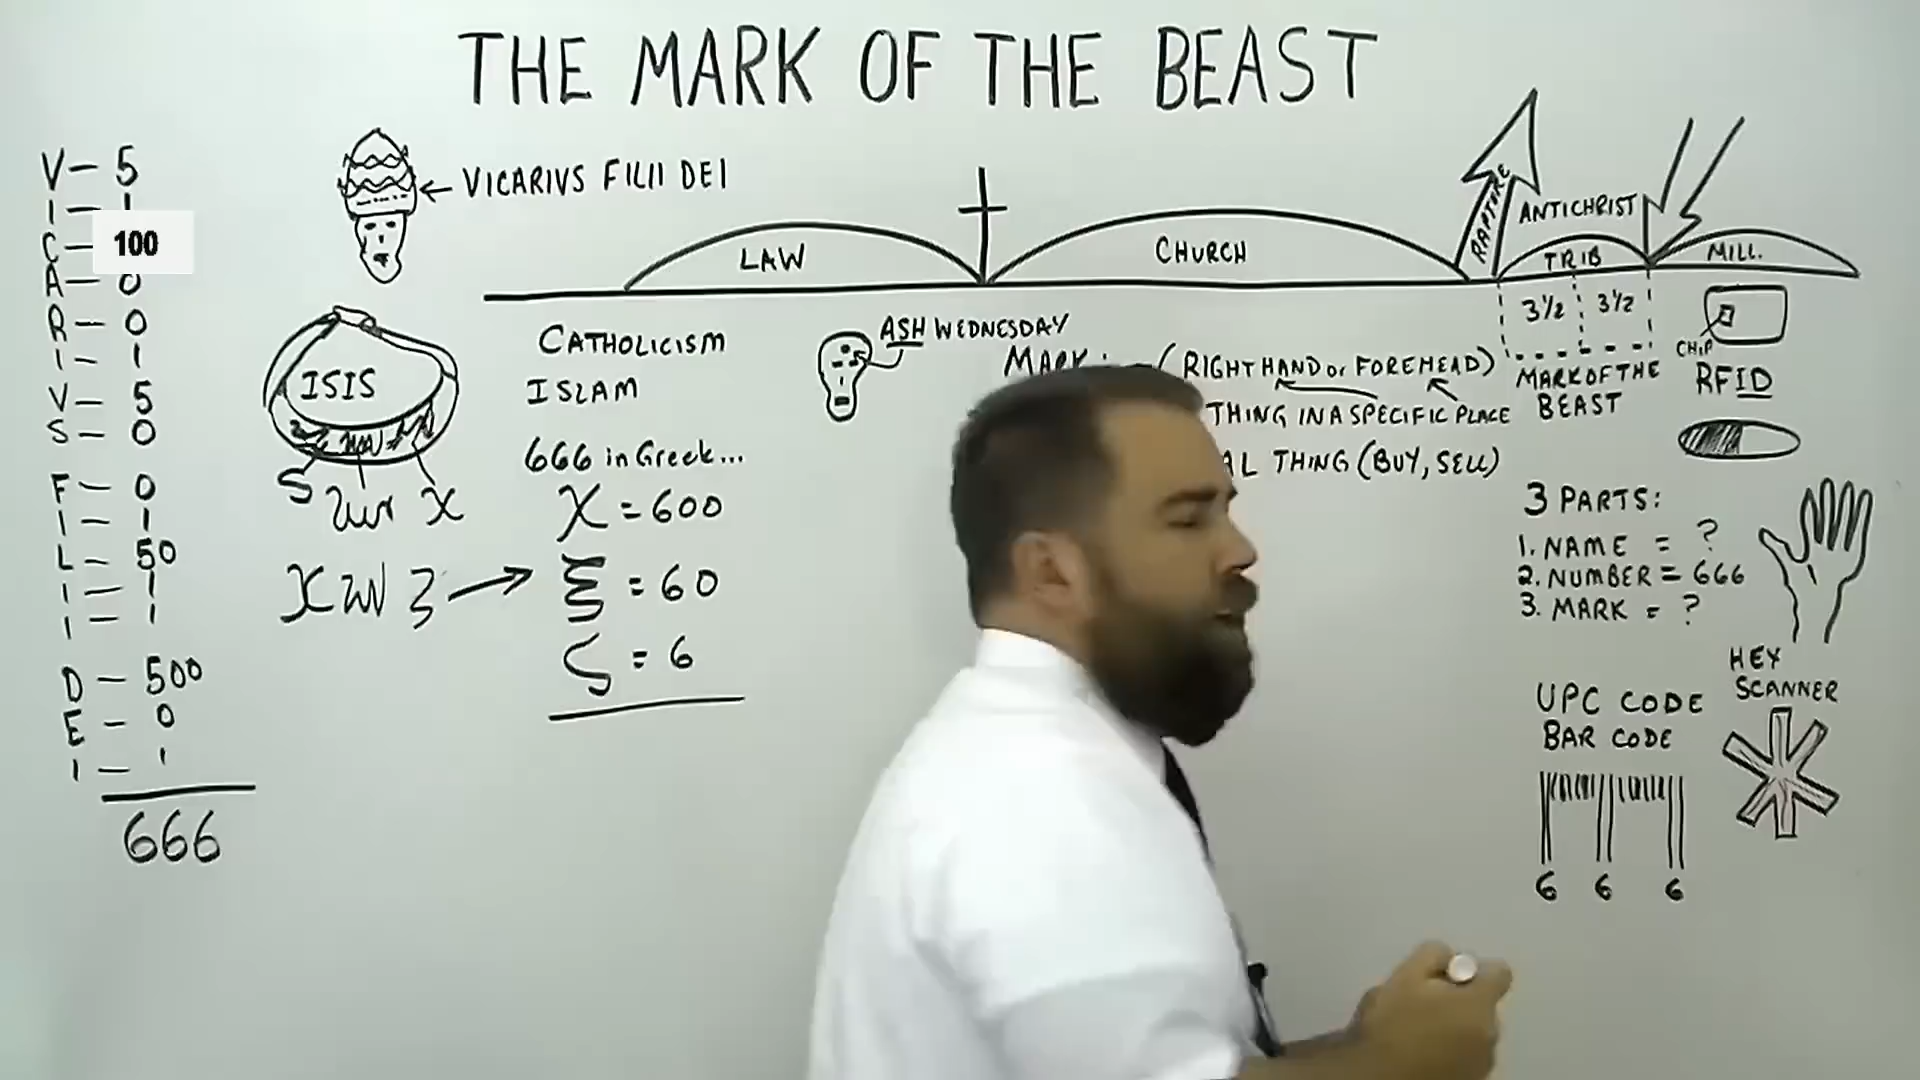 THE MARK OF THE BEAST
V - 5
I - 1
C - 100
A - 0
R - 0
I - 1
V - 5
S - 0
F - 0
I - 1
L - 50
I - 1
I - 1
D - 500
E - 0
I - 1
666
VICARIVS FILII DEI
ISIS
S
X
CATHOLICISM
ISLAM
666 in Greek...
X = 600
Ξ = 60
ς = 6
LAW
CHURCH
RAPTURE
ANTICHRIST
TRIB
MILL.
3½ 3½
MARK OF THE
BEAST
ASH WEDNESDAY
MARK
(RIGHT HAND or FOREHEAD)
THING IN A SPECIFIC PLACE
THING (BUY, SELL)
CHIP
RFID
3 PARTS:
1. NAME = ?
2. NUMBER = 666
3. MARK = ?
HEX
SCANNER
UPC CODE
BAR CODE
6 6 6